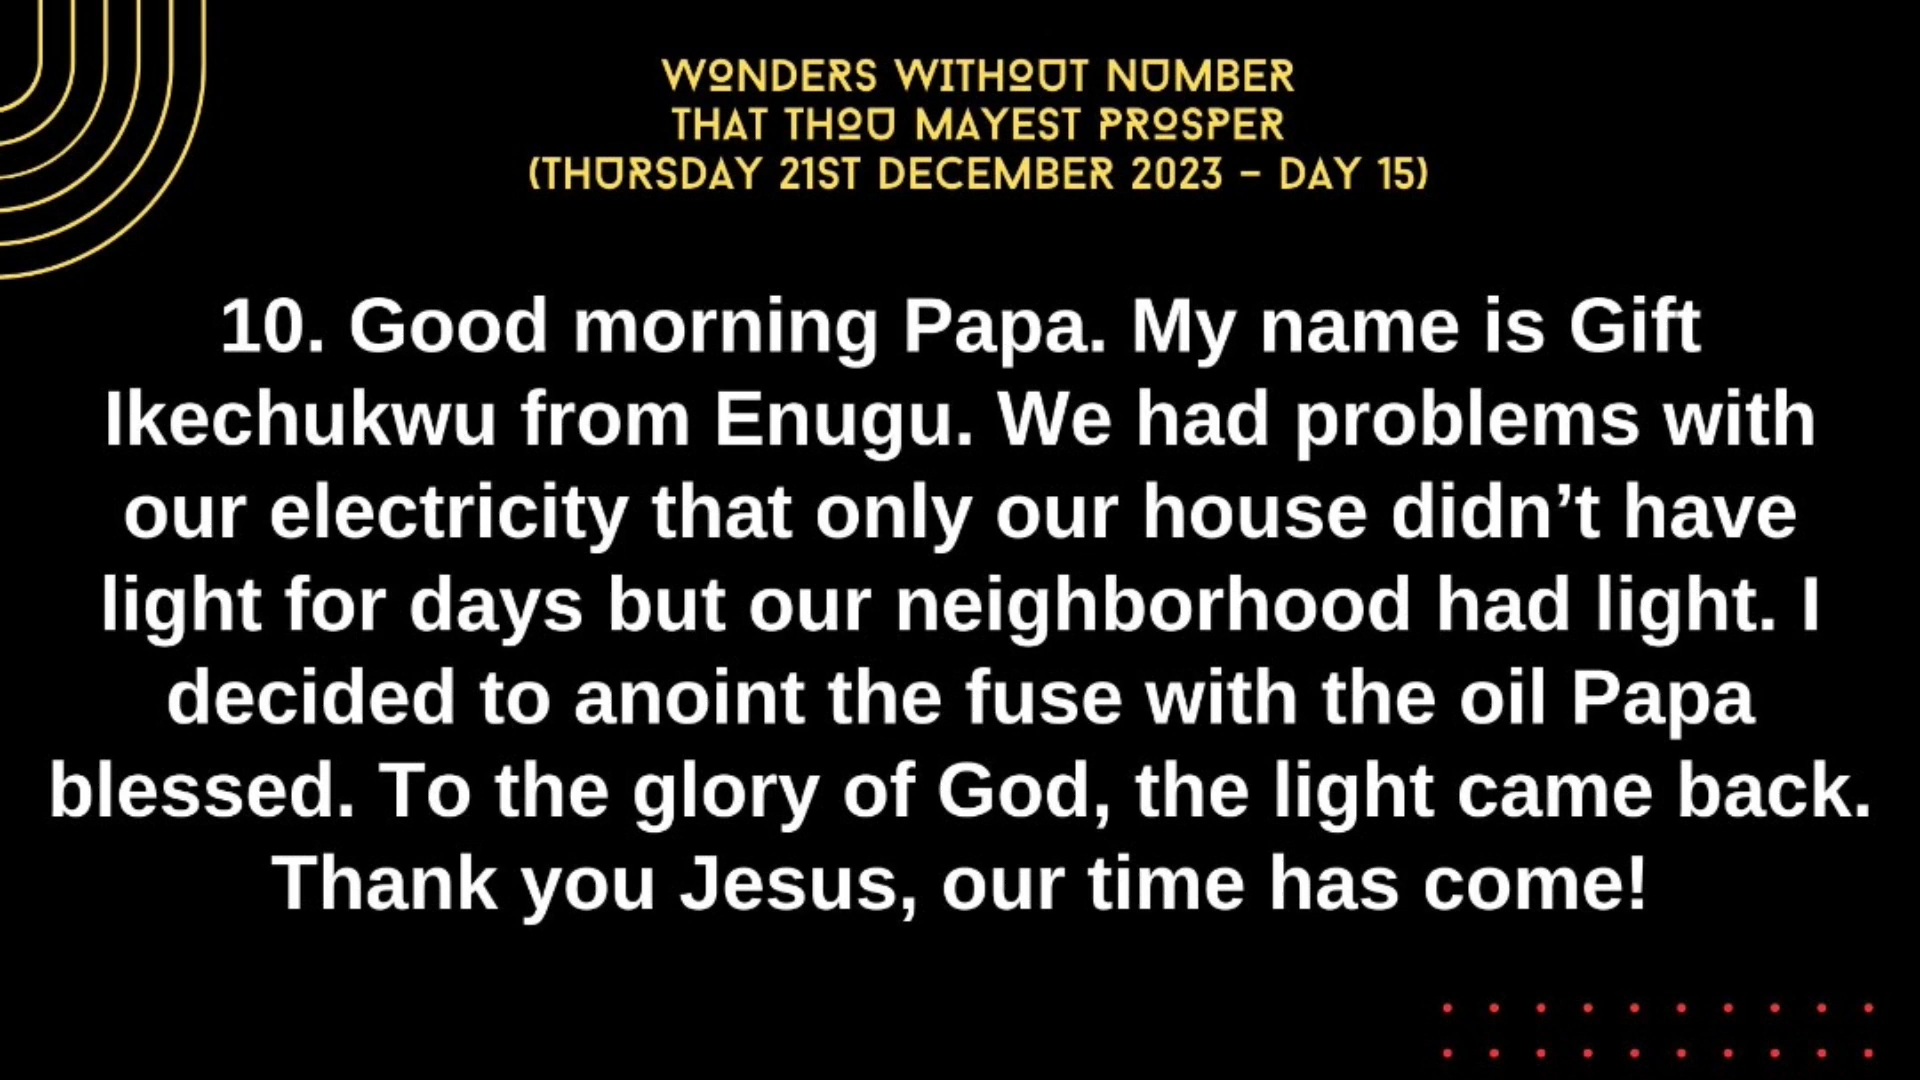 WONDERS WITHOUT NUMBER
THAT THOU MAYEST PROSPER
(THURSDAY 21ST DECEMBER 2023 – DAY 15)
10. Good morning Papa. My name is Gift
Ikechukwu from Enugu. We had problems with
our electricity that only our house didn’t have
light for days but our neighborhood had light. I
decided to anoint the fuse with the oil Papa
blessed. To the glory of God, the light came back.
Thank you Jesus, our time has come!